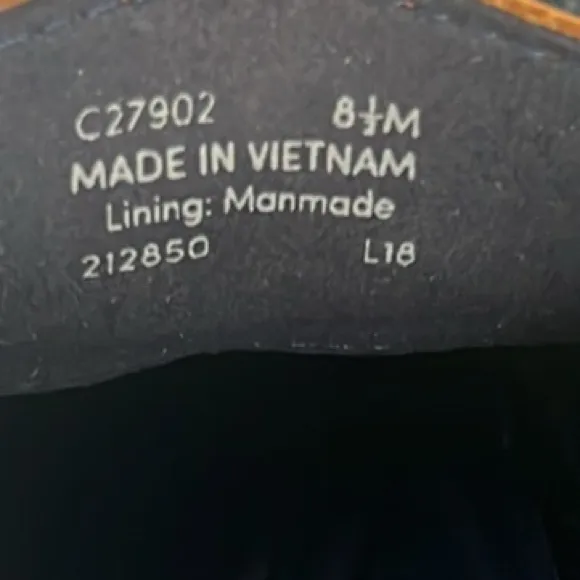 C27902 8½M
MADE IN VIETNAM
Lining: Manmade
212850 L18